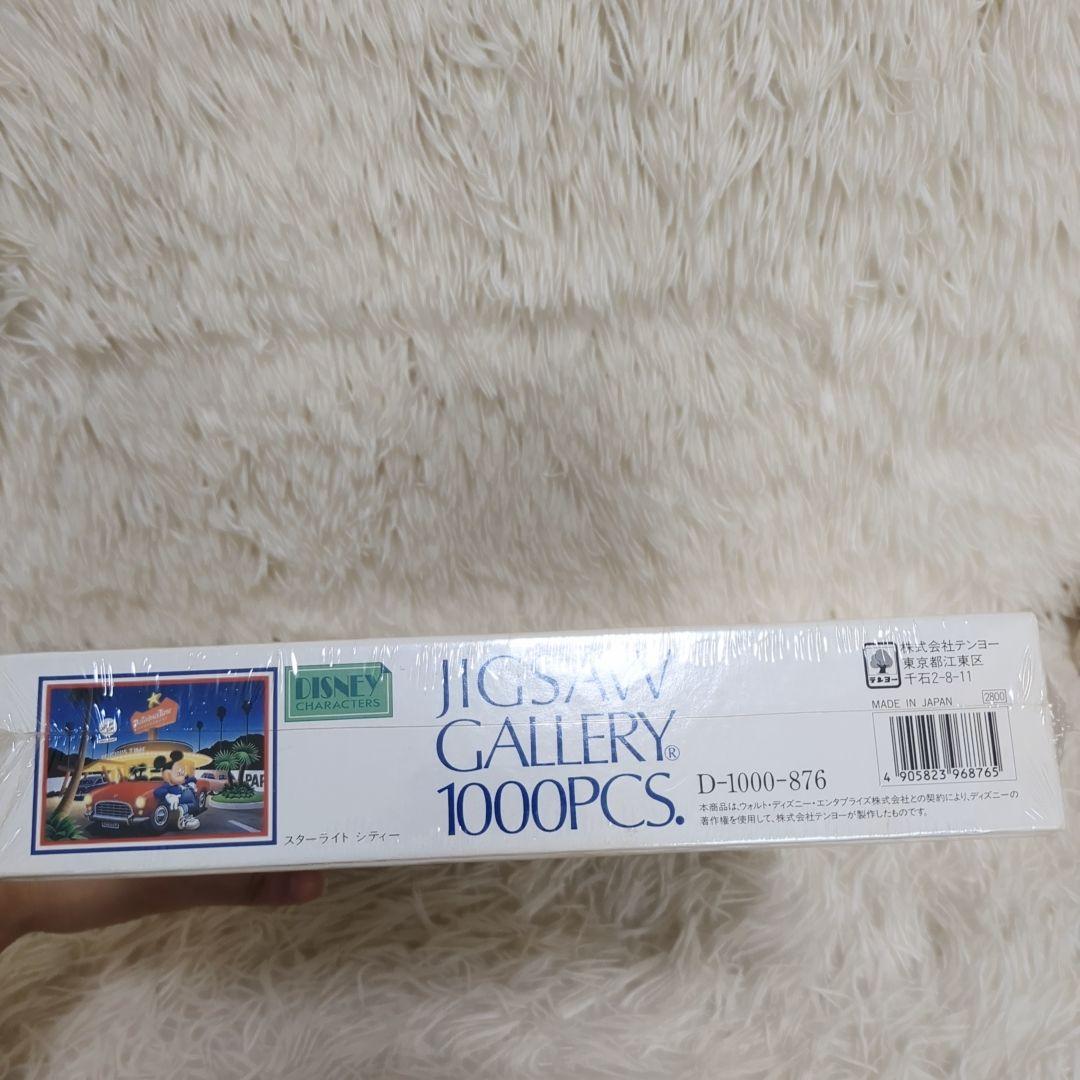 DISNEY
CHARACTERS
スターライト シティー
JIGSAW
GALLERY®
1000PCS.
D-1000-876
本商品は、ウォルト・ディズニー・エンタプライズ株式会社との契約により、ディズニーの
著作権を使用して、株式会社テンヨーが製作したものです。
テンヨー
株式会社テンヨー
東京都江東区
千石2-8-11
MADE IN JAPAN
2800
4 905823 968765
PAR